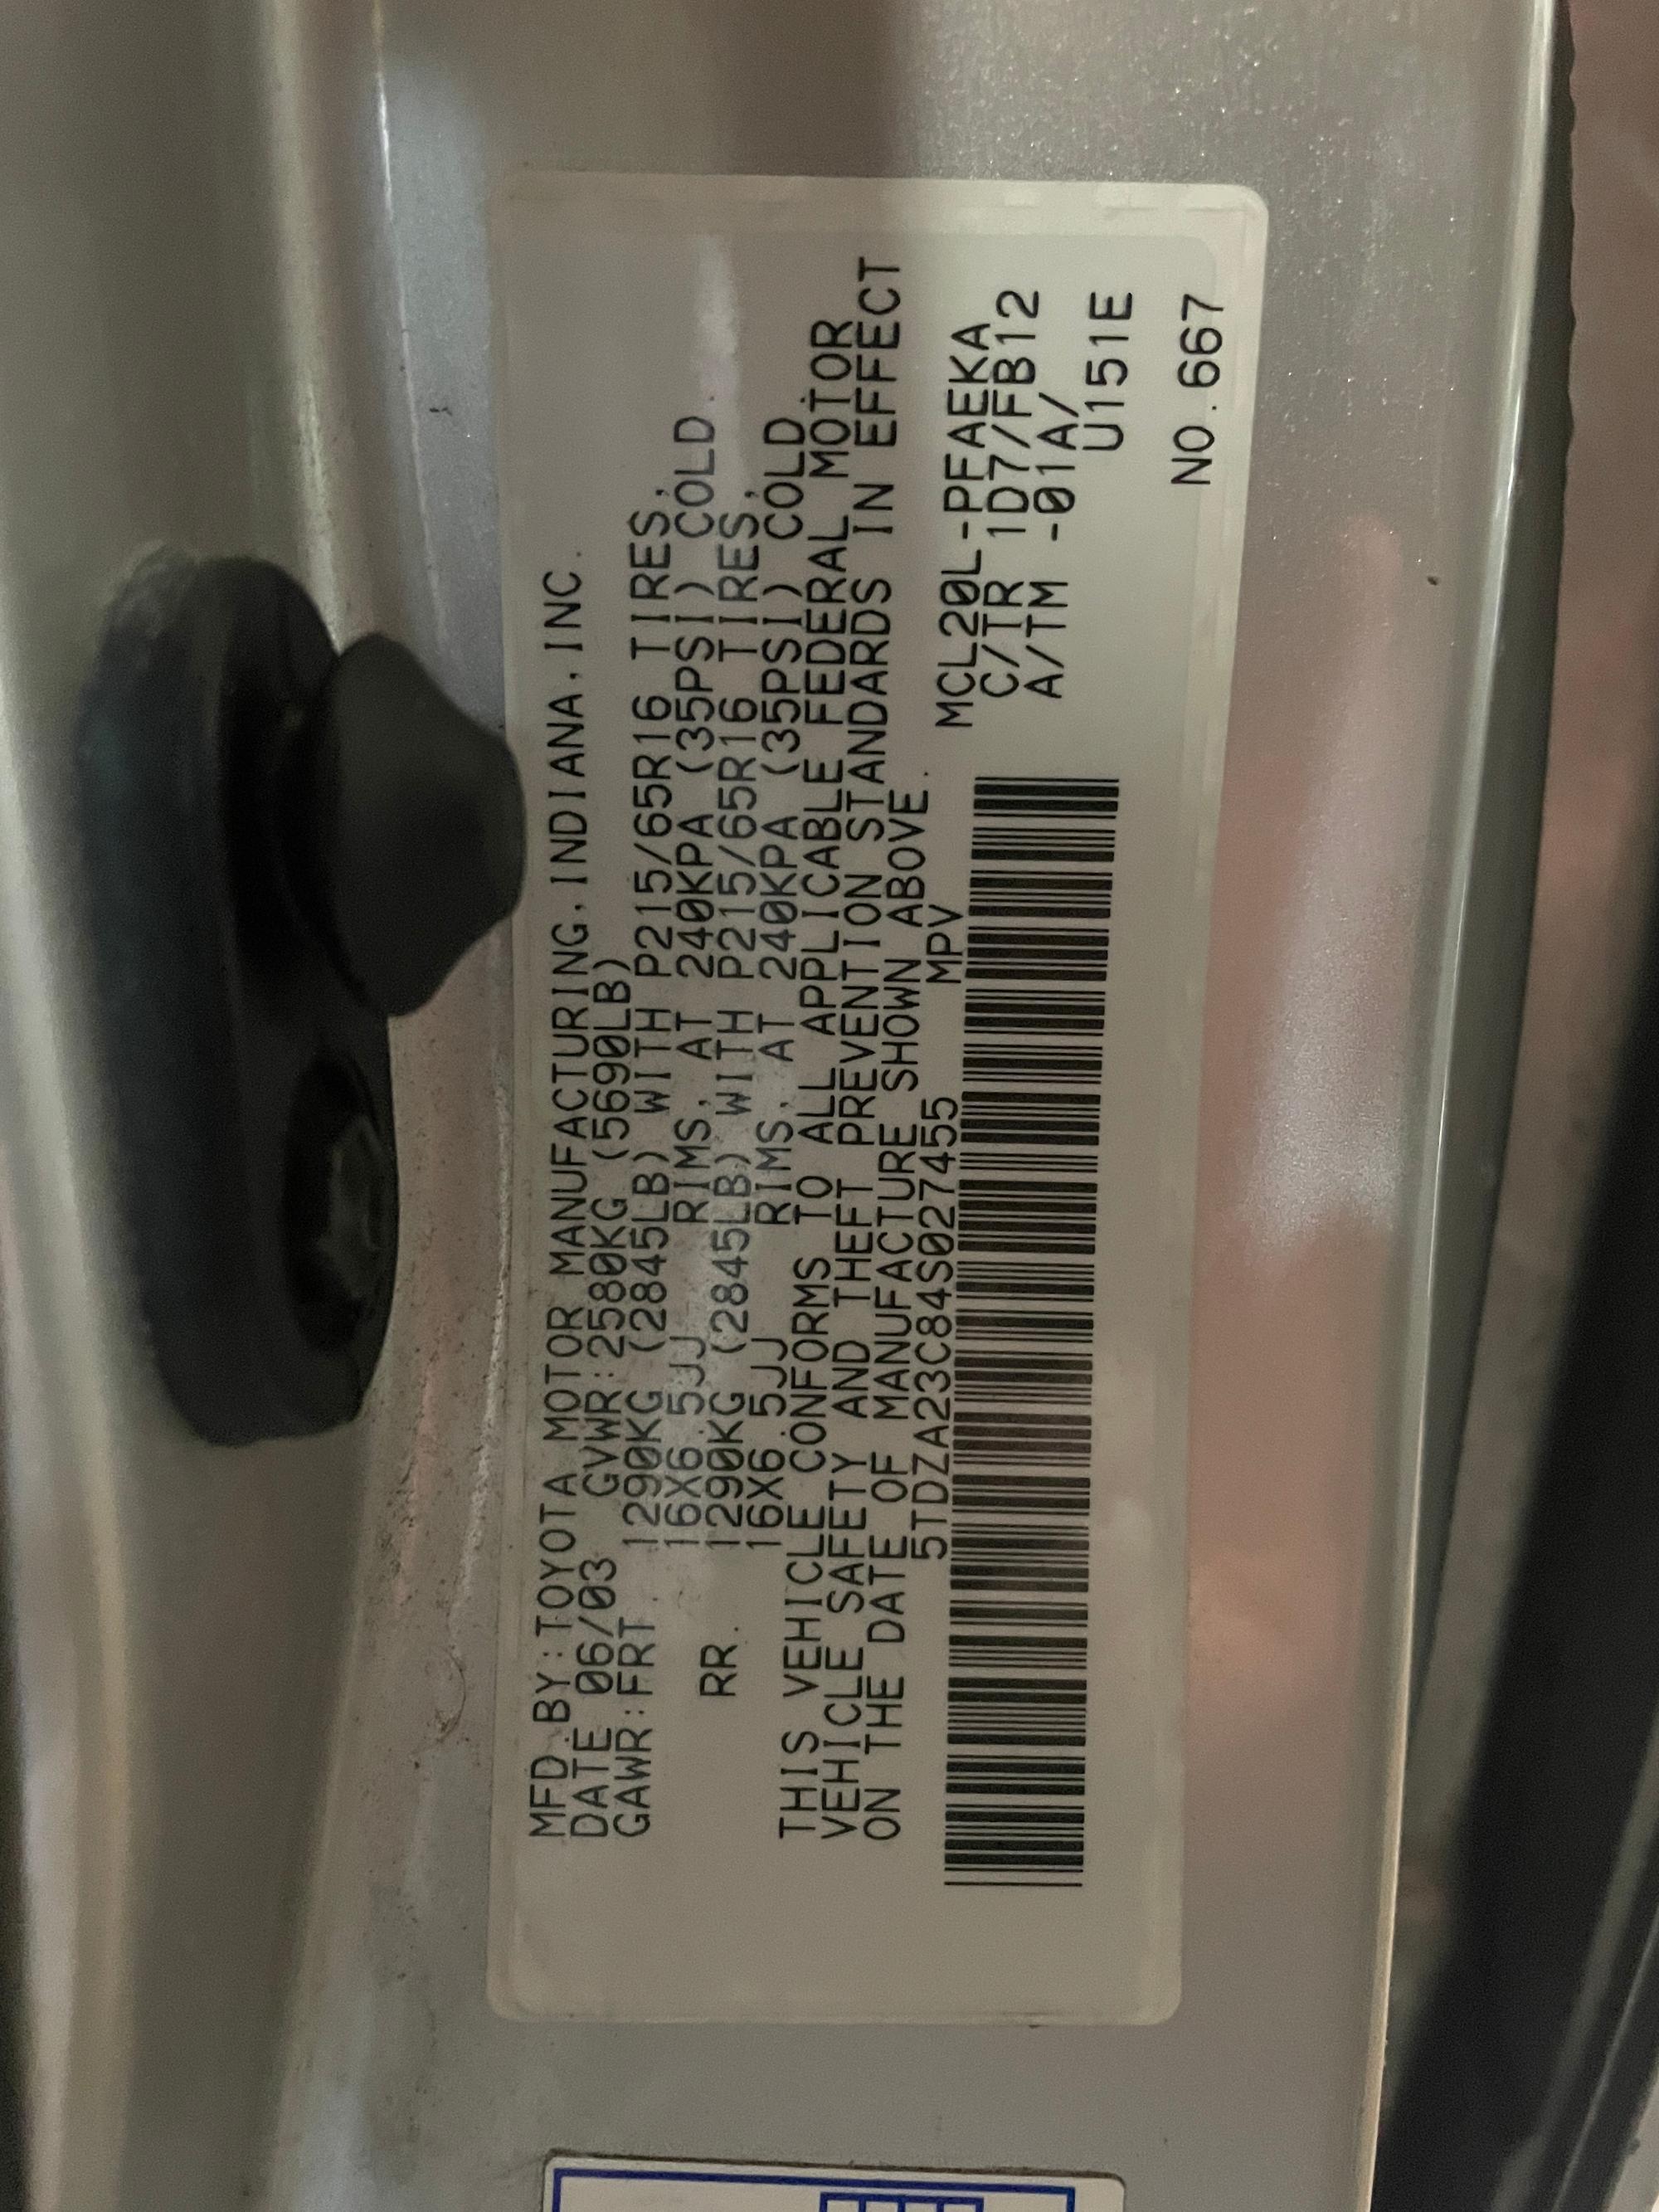 MFD.BY:TOYOTA MOTOR MANUFACTURING,INDIANA,INC.
DATE 06/03 GVWR:2580KG (5690LB)
GAWR:FRT. 1290KG (2845LB) WITH P215/65R16 TIRES,
16X6.5JJ RIMS, AT 240KPA (35PSI) COLD.
RR. 1290KG (2845LB) WITH P215/65R16 TIRES,
16X6.5JJ RIMS, AT 240KPA (35PSI) COLD.
THIS VEHICLE CONFORMS TO ALL APPLICABLE FEDERAL MOTOR
VEHICLE SAFETY AND THEFT PREVENTION STANDARDS IN EFFECT
ON THE DATE OF MANUFACTURE SHOWN ABOVE.
5TDZA23C84S027455 MPV
MCL20L-PFAEKA
C/TR 1D7/FB12
A/TM -01A/
U151E
NO.667